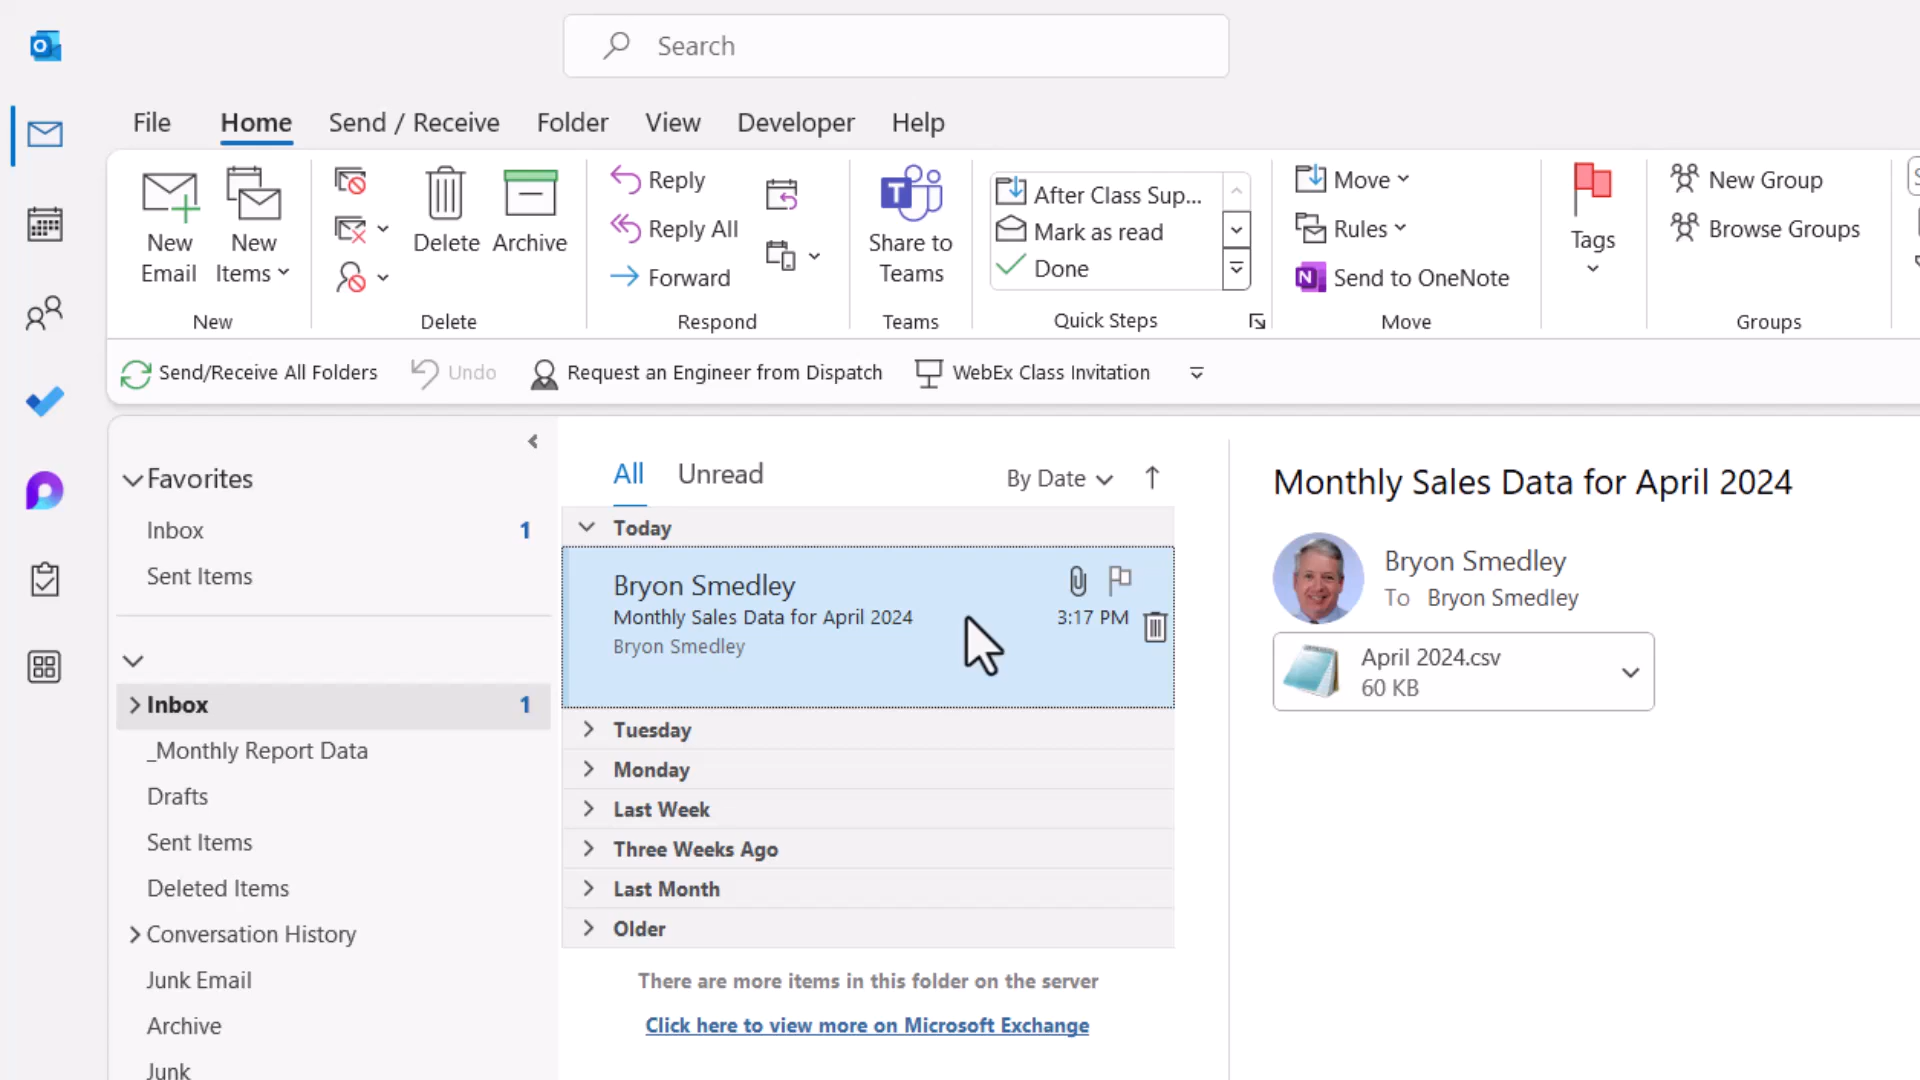 Search
File Home Send / Receive Folder View Developer Help
New Email
New Items
Delete
Archive
Reply
Reply All
Forward
Share to Teams
After Class Sup...
Mark as read
Done
Move
Rules
Send to OneNote
Tags
New Group
Browse Groups
New Delete Respond Teams Quick Steps Move Groups
Send/Receive All Folders Undo Request an Engineer from Dispatch WebEx Class Invitation
Favorites
Inbox 1
Sent Items
Inbox 1
_Monthly Report Data
Drafts
Sent Items
Deleted Items
Conversation History
Junk Email
Archive
Junk
All Unread By Date
Today
Bryon Smedley
Monthly Sales Data for April 2024 3:17 PM
Bryon Smedley
Tuesday
Monday
Last Week
Three Weeks Ago
Last Month
Older
There are more items in this folder on the server
Click here to view more on Microsoft Exchange
Monthly Sales Data for April 2024
Bryon Smedley
To Bryon Smedley
April 2024.csv
60 KB